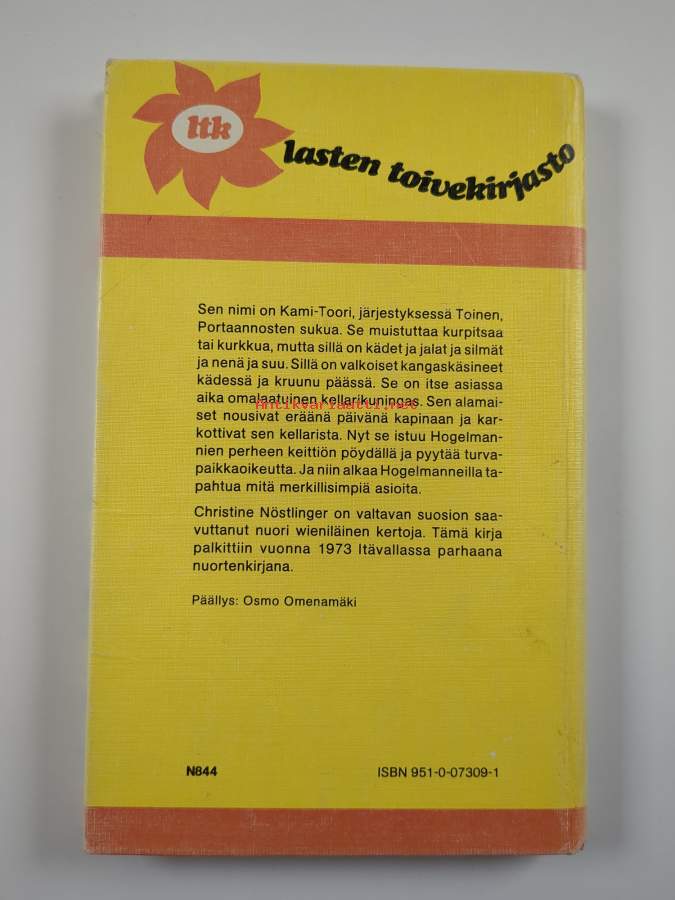 ltk
lasten toivekirjasto
Sen nimi on Kami-Toori, järjestyksessä Toinen,
Portaannosten sukua. Se muistuttaa kurpitsaa
tai kurkkua, mutta sillä on kädet ja jalat ja silmät
ja nenä ja suu. Sillä on valkoiset kangaskäsineet
kädessä ja kruunu päässä. Se on itse asiassa
aika omalaatuinen kellarikuningas. Sen alamai-
Antikvariaatti.net
set nousivat eräänä päivänä kapinaan ja kar-
kottivat sen kellarista. Nyt se istuu Hogelman-
nien perheen keittiön pöydällä ja pyytää turva-
paikkaoikeutta. Ja niin alkaa Hogelmanneilla ta-
pahtua mitä merkillisimpiä asioita.
Christine Nöstlinger on valtavan suosion saa-
vuttanut nuori wieniläinen kertoja. Tämä kirja
palkittiin vuonna 1973 Itävallassa parhaana
nuortenkirjana.
Päällys: Osmo Omenamäki
N844
ISBN 951-0-07309-1